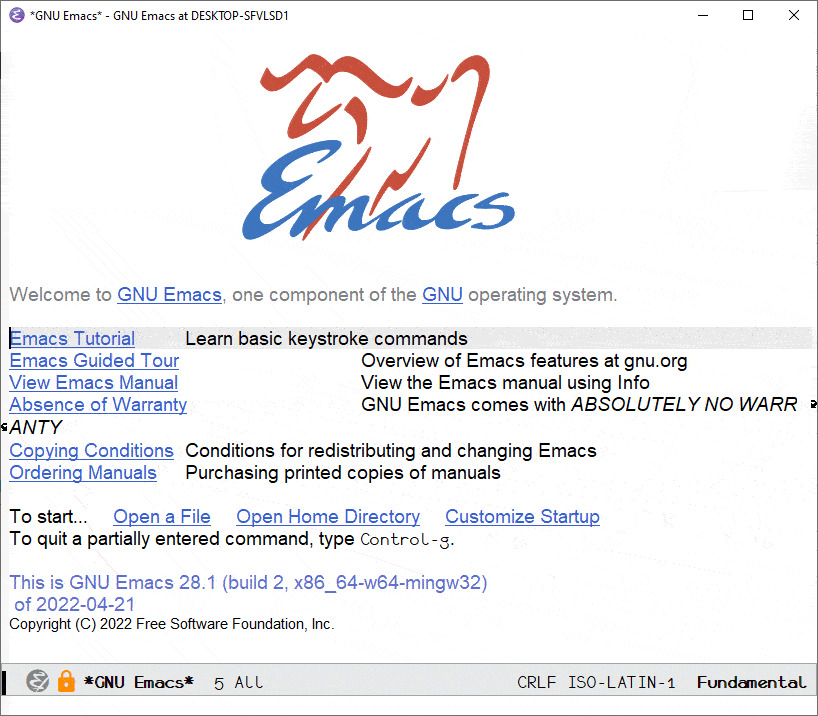 *GNU Emacs* - GNU Emacs at DESKTOP-SFVLSD1
Emacs
Welcome to GNU Emacs, one component of the GNU operating system.
Emacs Tutorial Learn basic keystroke commands
Emacs Guided Tour Overview of Emacs features at gnu.org
View Emacs Manual View the Emacs manual using Info
Absence of Warranty GNU Emacs comes with ABSOLUTELY NO WARR
ANTY
Copying Conditions Conditions for redistributing and changing Emacs
Ordering Manuals Purchasing printed copies of manuals
To start... Open a File Open Home Directory Customize Startup
To quit a partially entered command, type Control-g.
This is GNU Emacs 28.1 (build 2, x86_64-w64-mingw32)
of 2022-04-21
Copyright (C) 2022 Free Software Foundation, Inc.
*GNU Emacs* 5 All CRLF ISO-LATIN-1 Fundamental